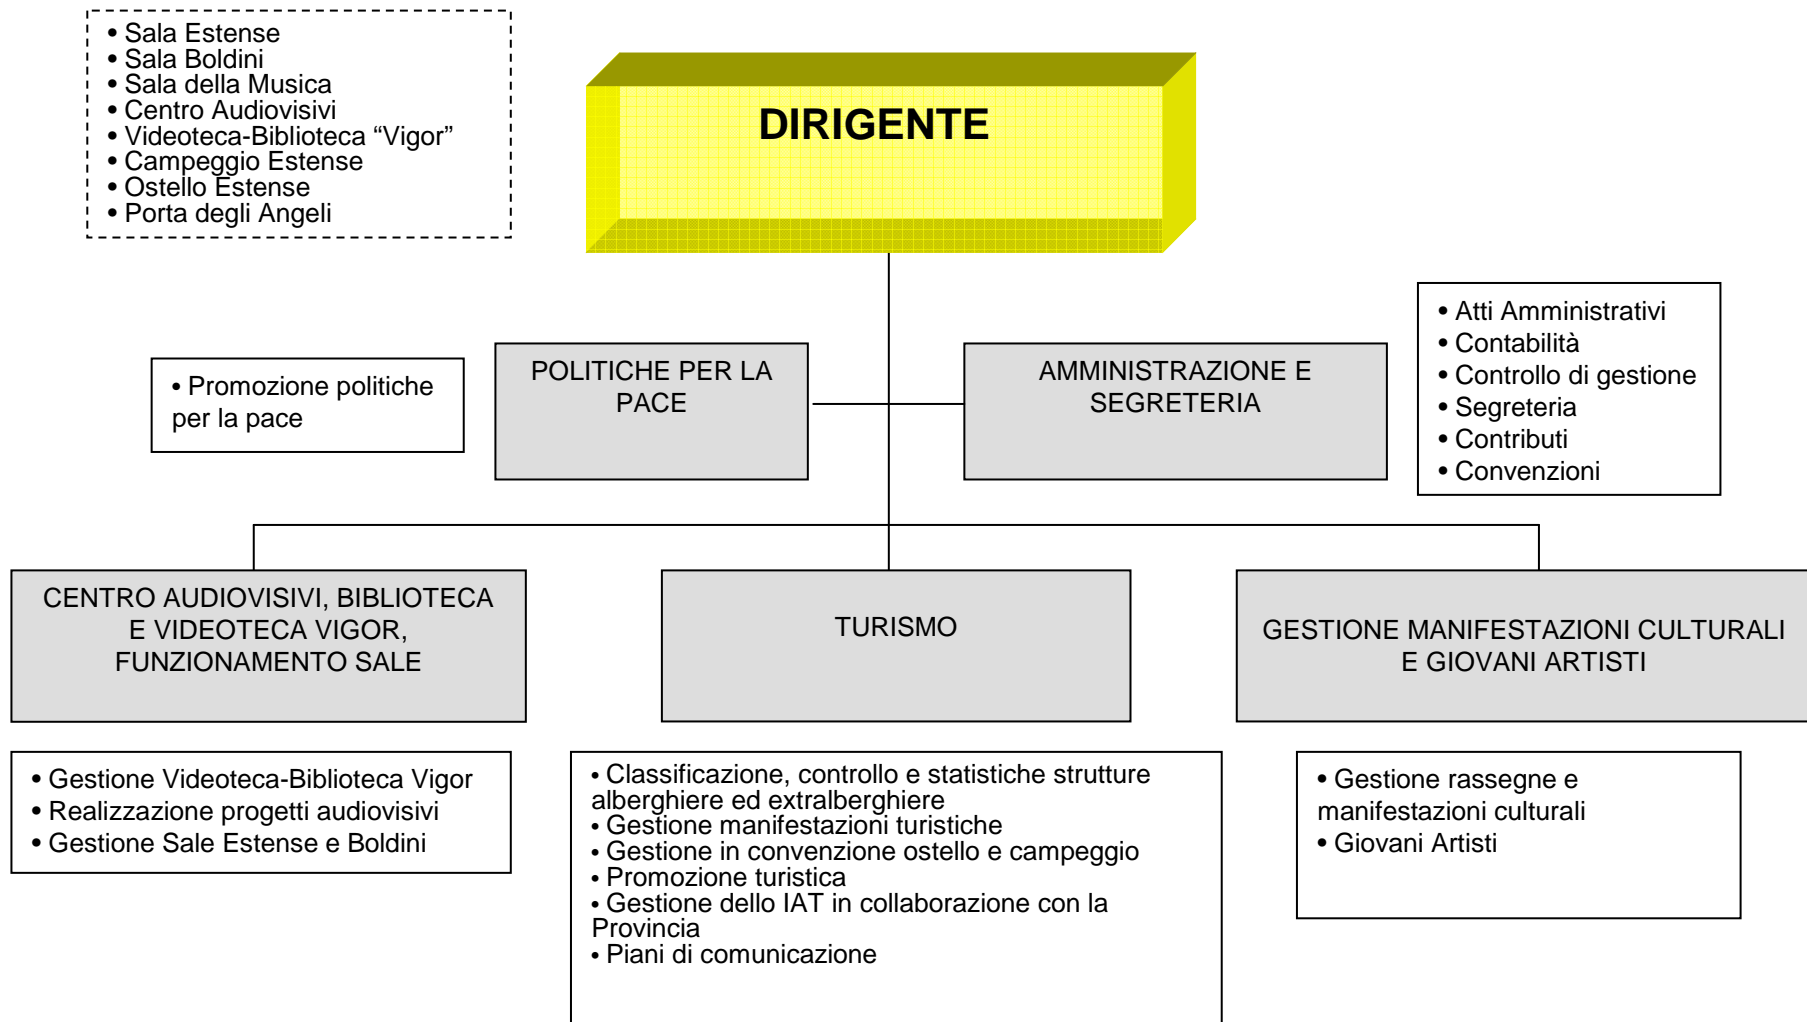 • Sala Estense
• Sala Boldini
• Sala della Musica
• Centro Audiovisivi
• Videoteca-Biblioteca “Vigor”
• Campeggio Estense
• Ostello Estense
• Porta degli Angeli
DIRIGENTE
• Promozione politiche
per la pace
POLITICHE PER LA
PACE
AMMINISTRAZIONE E
SEGRETERIA
• Atti Amministrativi
• Contabilità
• Controllo di gestione
• Segreteria
• Contributi
• Convenzioni
CENTRO AUDIOVISIVI, BIBLIOTECA
E VIDEOTECA VIGOR,
FUNZIONAMENTO SALE
TURISMO
GESTIONE MANIFESTAZIONI CULTURALI
E GIOVANI ARTISTI
• Gestione Videoteca-Biblioteca Vigor
• Realizzazione progetti audiovisivi
• Gestione Sale Estense e Boldini
• Classificazione, controllo e statistiche strutture
alberghiere ed extralberghiere
• Gestione manifestazioni turistiche
• Gestione in convenzione ostello e campeggio
• Promozione turistica
• Gestione dello IAT in collaborazione con la
Provincia
• Piani di comunicazione
• Gestione rassegne e
manifestazioni culturali
• Giovani Artisti